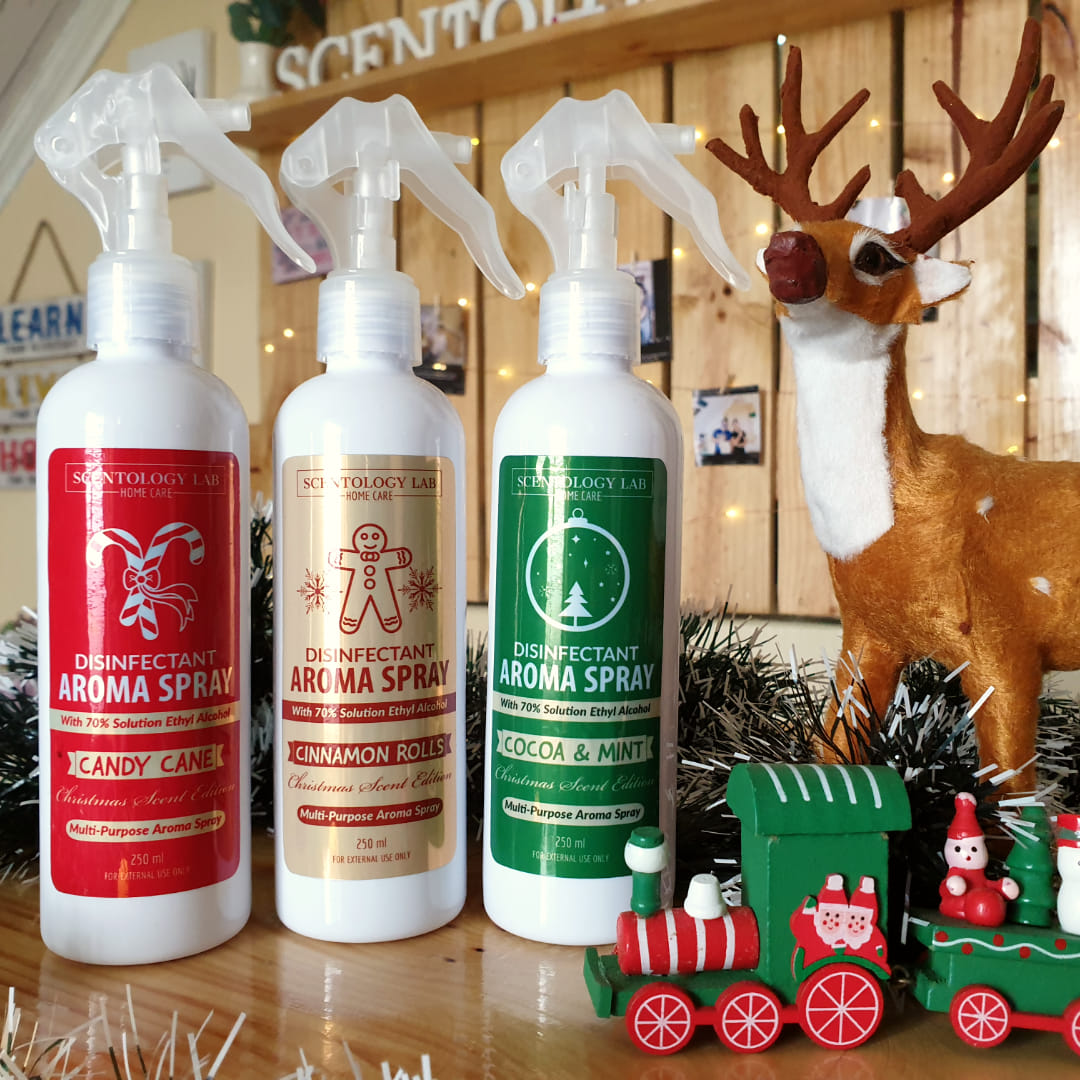 SCENTOLOGY
LEARN
SCENTOLOGY LAB
HOME CARE
DISINFECTANT
AROMA SPRAY
With 70% Solution Ethyl Alcohol
CANDY CANE
Christmas Scent Edition
Multi-Purpose Aroma Spray
250 ml
FOR EXTERNAL USE ONLY
SCENTOLOGY LAB
HOME CARE
DISINFECTANT
AROMA SPRAY
With 70% Solution Ethyl Alcohol
CINNAMON ROLLS
Christmas Scent Edition
Multi-Purpose Aroma Spray
250 ml
FOR EXTERNAL USE ONLY
SCENTOLOGY LAB
HOME CARE
DISINFECTANT
AROMA SPRAY
With 70% Solution Ethyl Alcohol
COCOA & MINT
Christmas Scent Edition
Multi-Purpose Aroma Spray
250 ml
FOR EXTERNAL USE ONLY